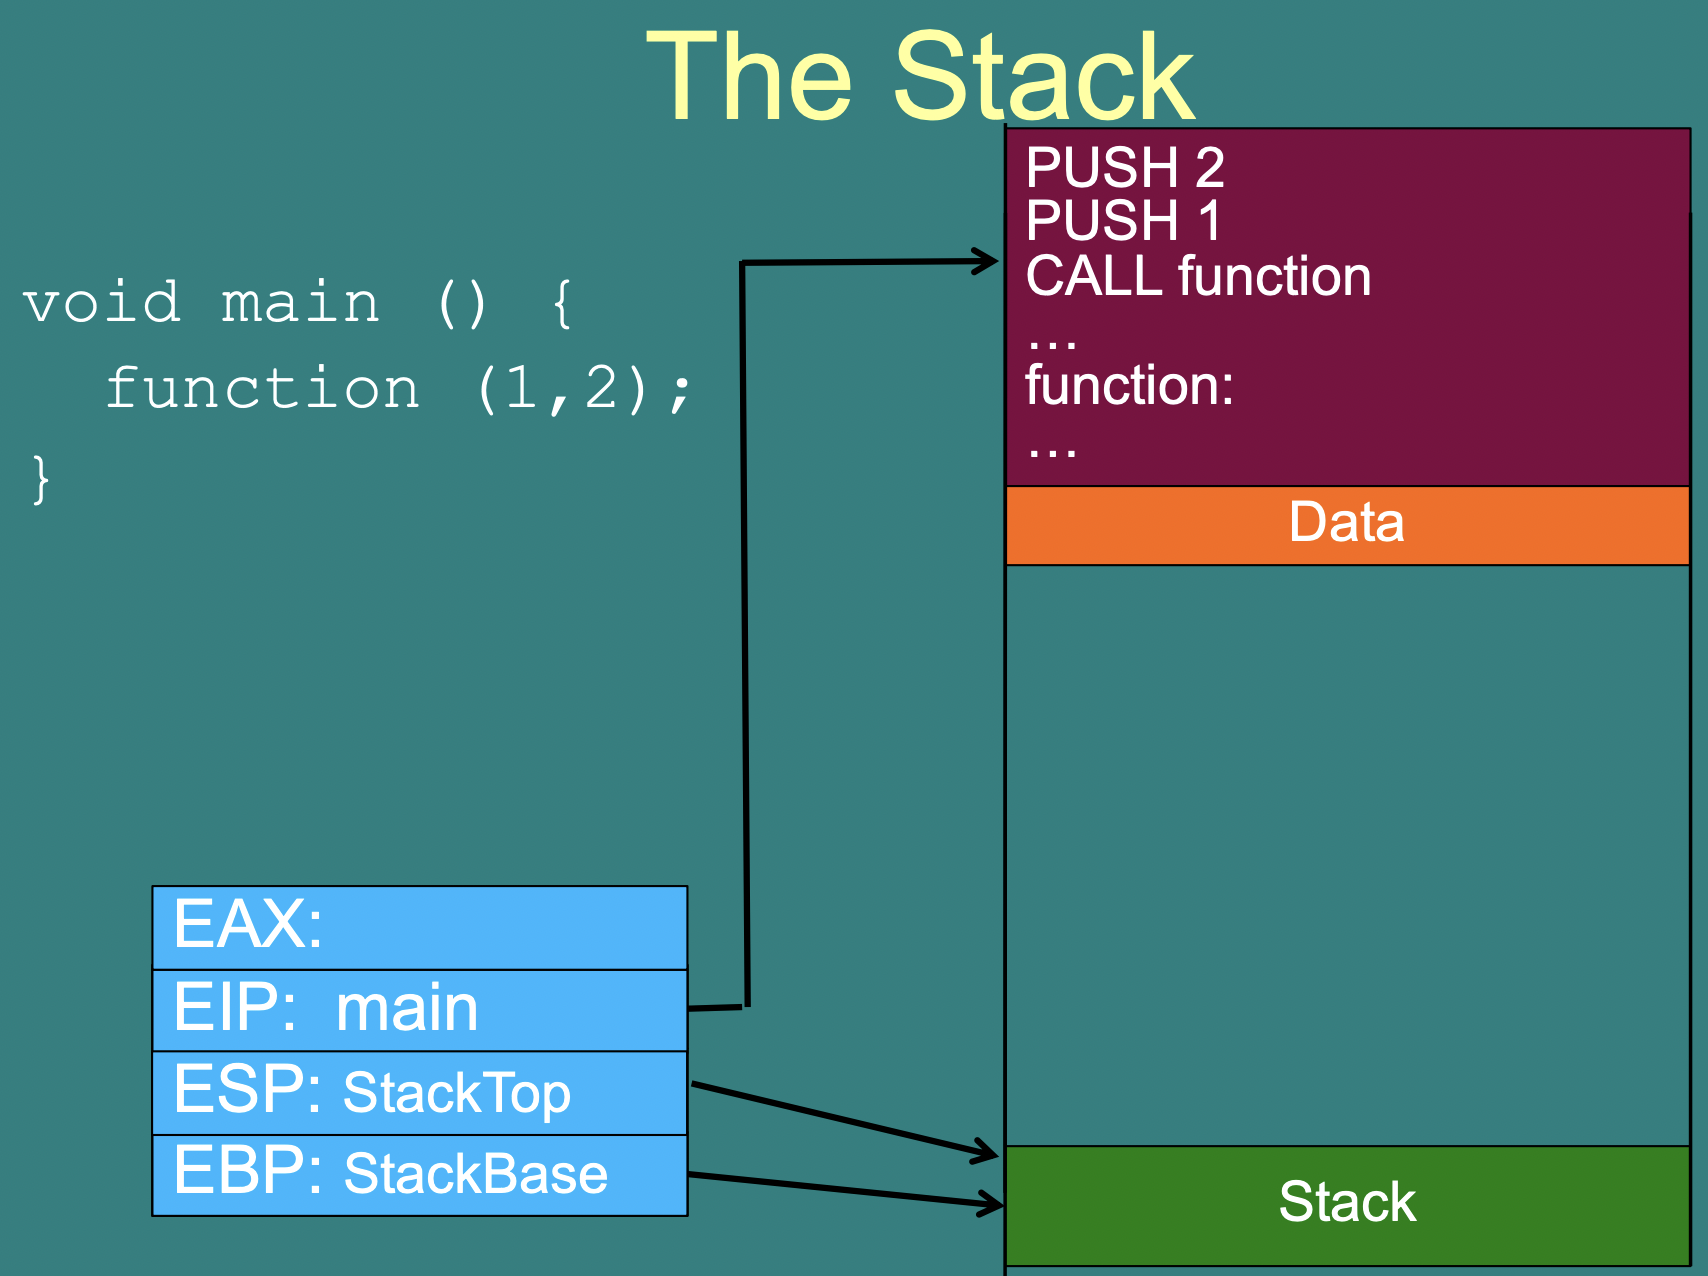 The Stack
void main () {
function (1,2);
}
PUSH 2
PUSH 1
CALL function
…
function:
…
Data
EAX:
EIP: main
ESP: StackTop
EBP: StackBase
Stack